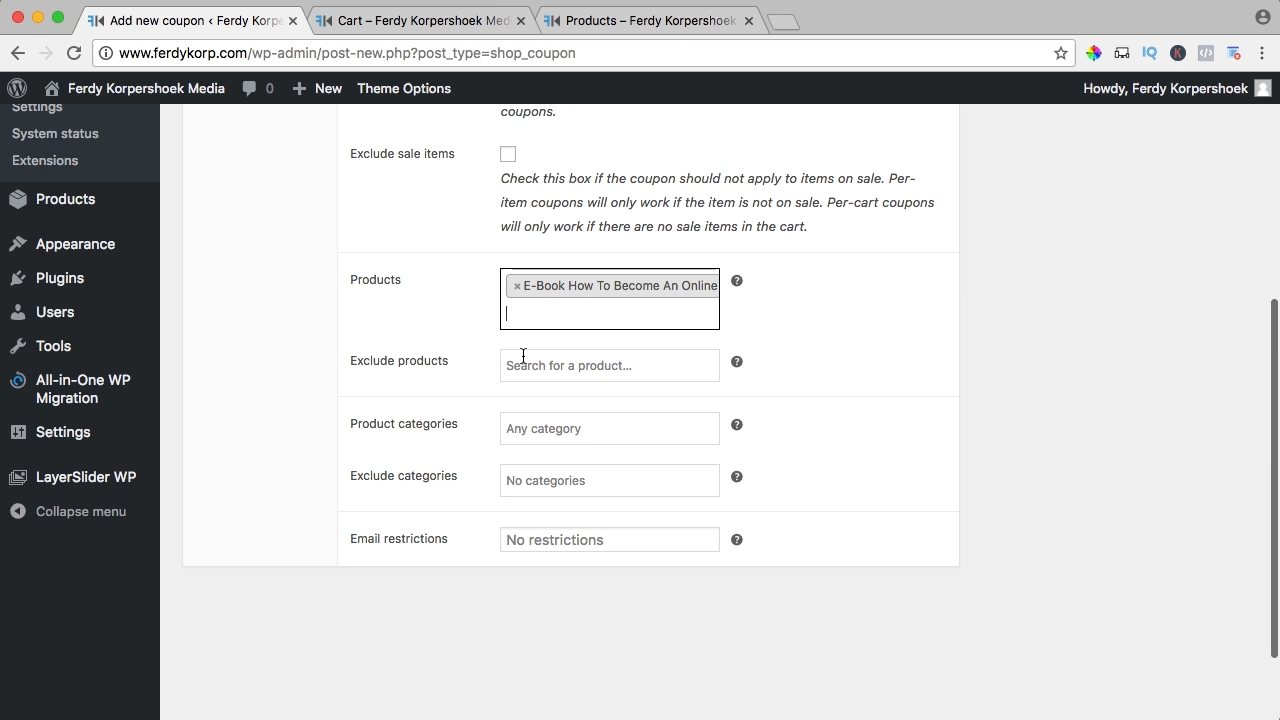 Add new coupon ‹ Ferdy Korpe
Cart – Ferdy Korpershoek Med
Products – Ferdy Korpershoek
www.ferdykorp.com/wp-admin/post-new.php?post_type=shop_coupon
Ferdy Korpershoek Media
0
New
Theme Options
Howdy, Ferdy Korpershoek
Settings
System status
Extensions
Products
Appearance
Plugins
Users
Tools
All-in-One WP
Migration
Settings
LayerSlider WP
Collapse menu
coupons.
Exclude sale items
Check this box if the coupon should not apply to items on sale. Per-
item coupons will only work if the item is not on sale. Per-cart coupons
will only work if there are no sale items in the cart.
Products
× E-Book How To Become An Online
Exclude products
Search for a product...
Product categories
Any category
Exclude categories
No categories
Email restrictions
No restrictions